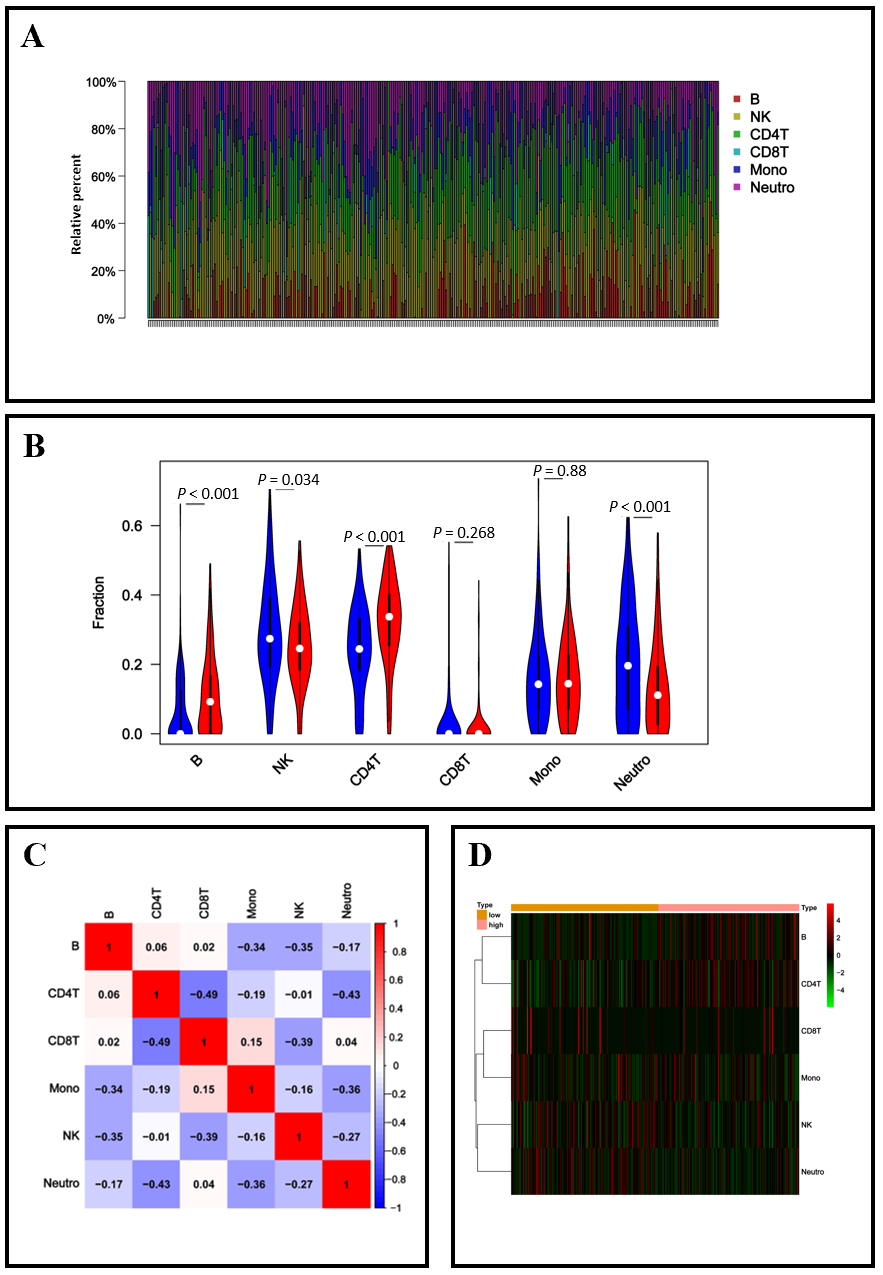 A
100%
80%
60%
40%
20%
0%
Relative percent
B
NK
CD4T
CD8T
Mono
Neutro
B
P < 0.001
P = 0.034
P < 0.001
P = 0.268
P = 0.88
P < 0.001
0.6
0.4
0.2
0.0
Fraction
B
NK
CD4T
CD8T
Mono
Neutro
C
B
CD4T
CD8T
Mono
NK
Neutro
B 1 0.06 0.02 −0.34 −0.35 −0.17
CD4T 0.06 1 −0.49 −0.19 −0.01 −0.43
CD8T 0.02 −0.49 1 0.15 −0.39 0.04
Mono −0.34 −0.19 0.15 1 −0.16 −0.36
NK −0.35 −0.01 −0.39 −0.16 1 −0.27
Neutro −0.17 −0.43 0.04 −0.36 −0.27 1
1
0.8
0.6
0.4
0.2
0
−0.2
−0.4
−0.6
−0.8
−1
D
Type
low
high
Type
B
CD4T
CD8T
Mono
NK
Neutro
4
2
0
−2
−4